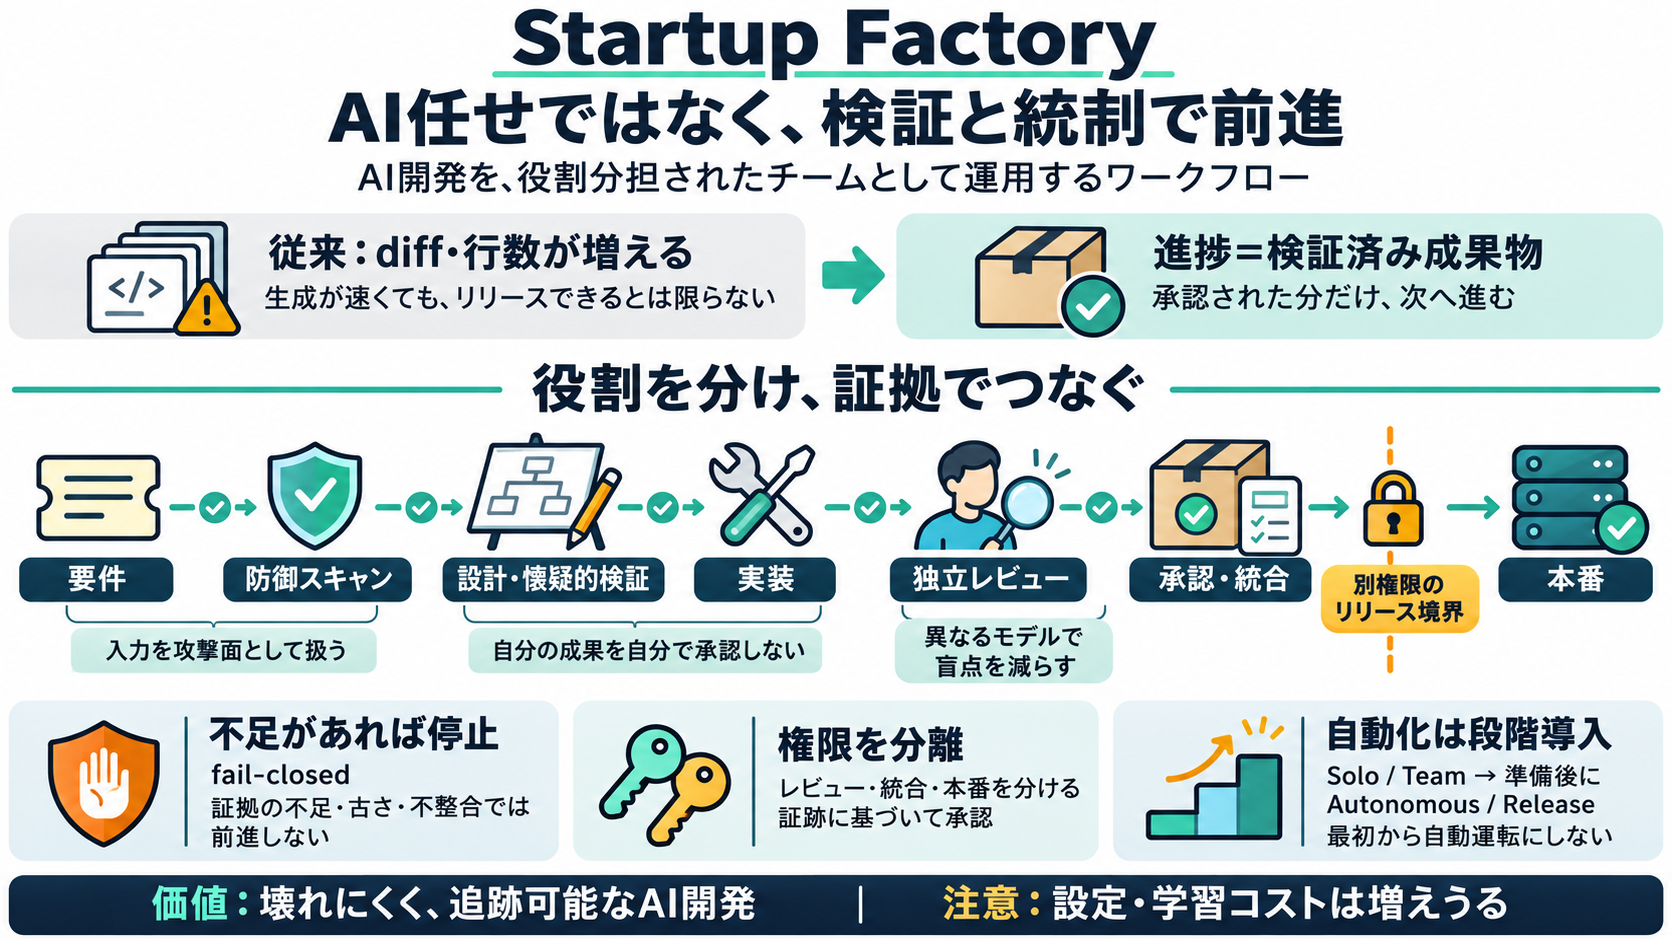 Startup Factory
AI任せではなく、検証と統制で前進
AI開発を、役割分担されたチームとして運用するワークフロー
従来：diff・行数が増える
生成が速くても、リリースできるとは限らない
進捗＝検証済み成果物
承認された分だけ、次へ進む
役割を分け、証拠でつなぐ
</>
要件
防御スキャン
設計・懐疑的検証
実装
独立レビュー
承認・統合
別権限の
リリース境界
本番
入力を攻撃面として扱う
自分の成果を自分で承認しない
異なるモデルで
盲点を減らす
不足があれば停止
fail-closed
証拠の不足・古さ・不整合では
前進しない
権限を分離
レビュー・統合・本番を分ける
証跡に基づいて承認
自動化は段階導入
Solo / Team → 準備後に
Autonomous / Release
最初から自動運転にしない
価値：壊れにくく、追跡可能なAI開発
注意：設定・学習コストは増えうる